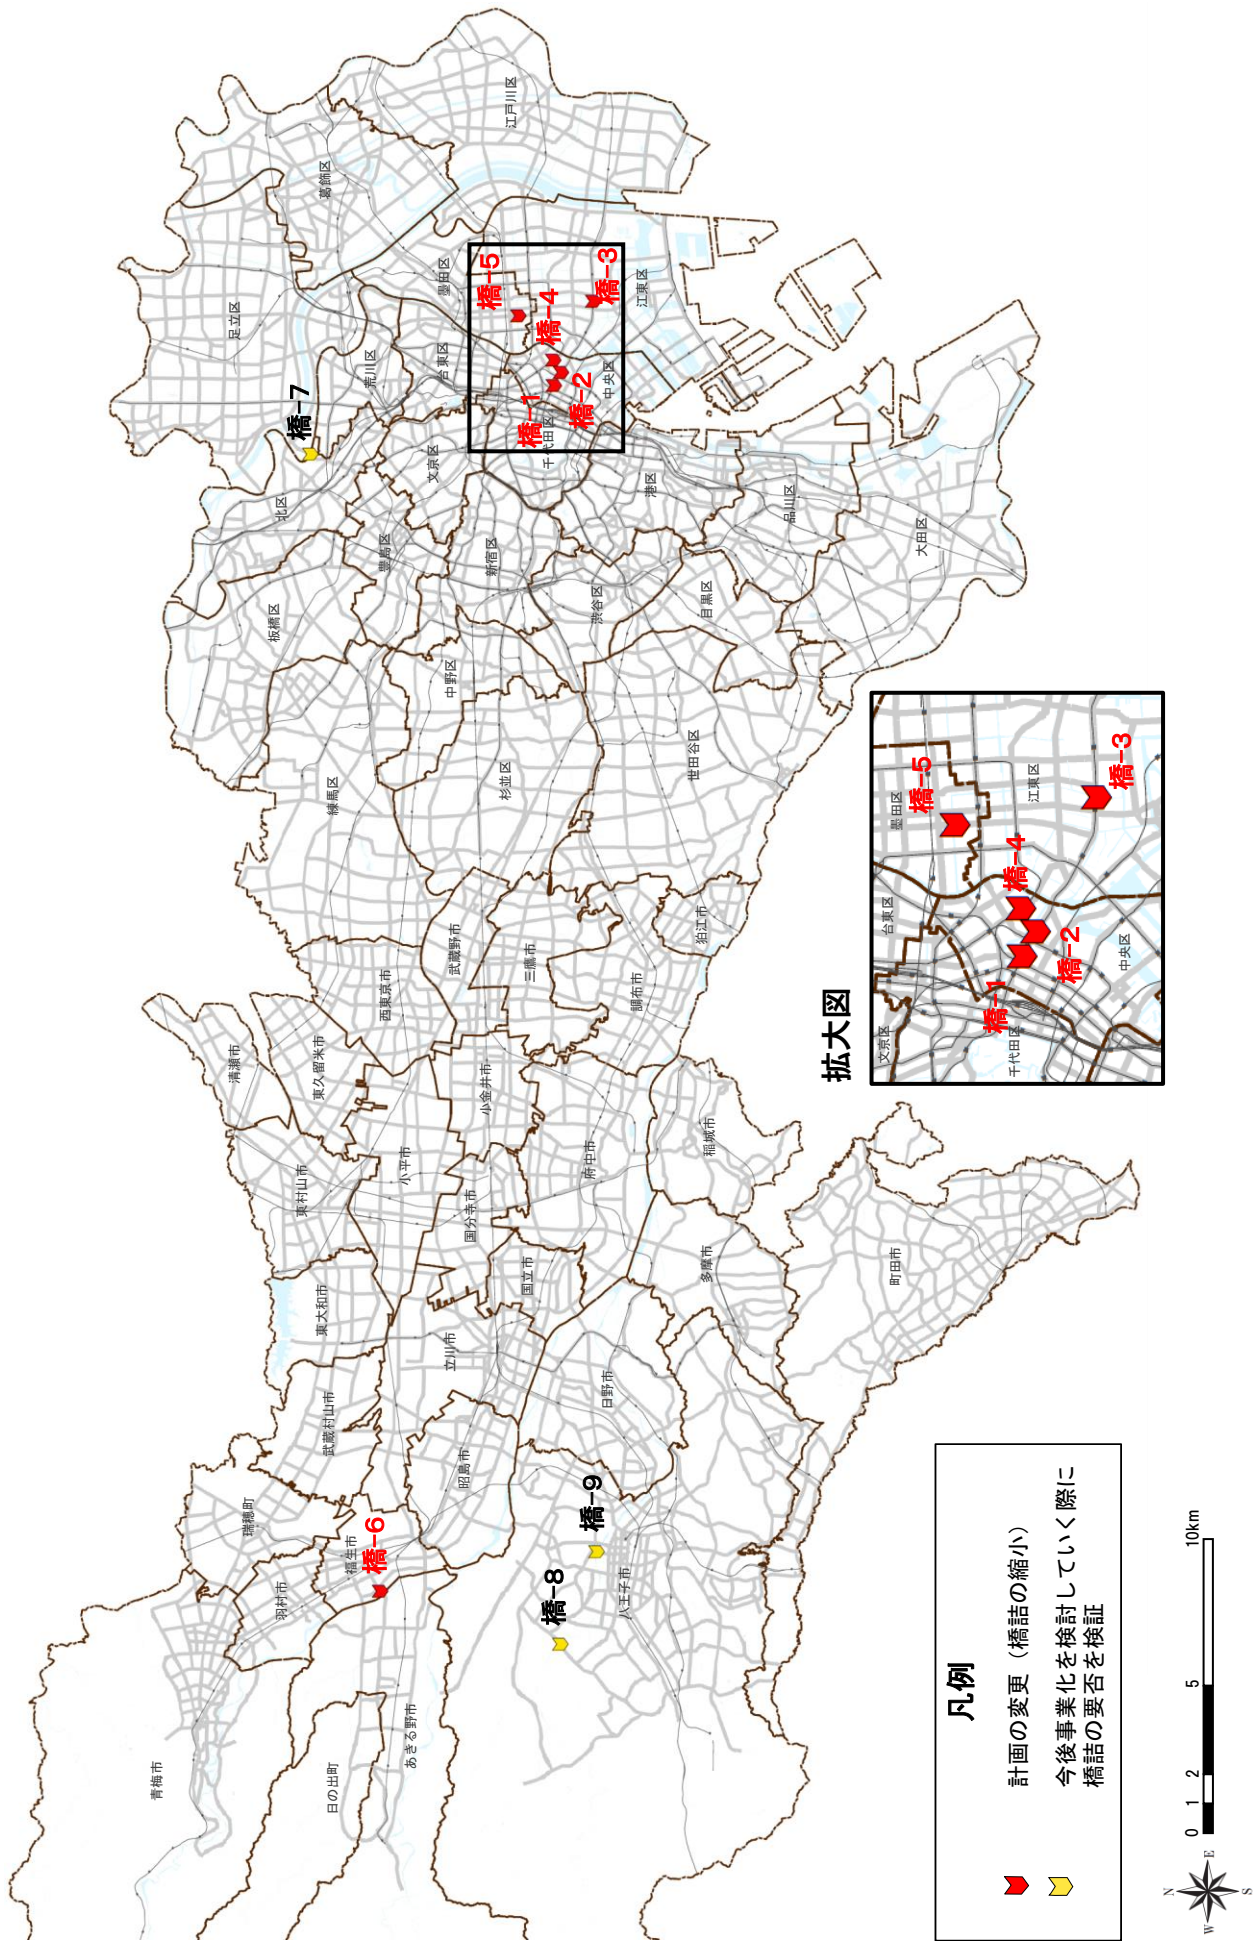 青梅市
日の出町
あきる野市
羽村市
瑞穂町
福生市
橋-6
武蔵村山市
昭島市
橋-8
橋-9
八王子市
日野市
立川市
東大和市
東村山市
小平市
国分寺市
国立市
府中市
多摩市
町田市
稲城市
清瀬市
東久留米市
小金井市
西東京市
武蔵野市
三鷹市
調布市
狛江市
練馬区
杉並区
世田谷区
板橋区
中野区
豊島区
新宿区
渋谷区
目黒区
北区
橋-7
文京区
千代田区
港区
品川区
大田区
足立区
荒川区
台東区
墨田区
中央区
江東区
葛飾区
江戸川区
橋-1
橋-2
橋-3
橋-4
橋-5
拡大図
文京区
台東区
墨田区
千代田区
中央区
江東区
橋-1
橋-2
橋-3
橋-4
橋-5
凡例
計画の変更（橋詰の縮小）
今後事業化を検討していく際に
橋詰の要否を検証
N
W
E
S
0 1 2 5 10km